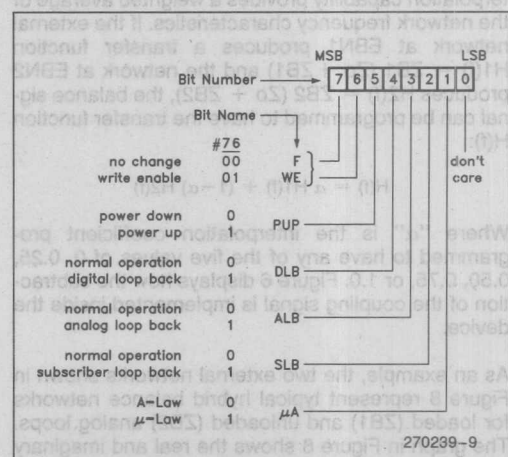 MSB LSB
Bit Number 7 6 5 4 3 2 1 0
Bit Name
#76
no change 00 F
write enable 01 WE
don't
care
power down 0
power up 1 PUP
normal operation 0
digital loop back 1 DLB
normal operation 0
analog loop back 1 ALB
normal operation 0
subscriber loop back 1 SLB
A-Law 0
μ-Law 1 μA
270239-9